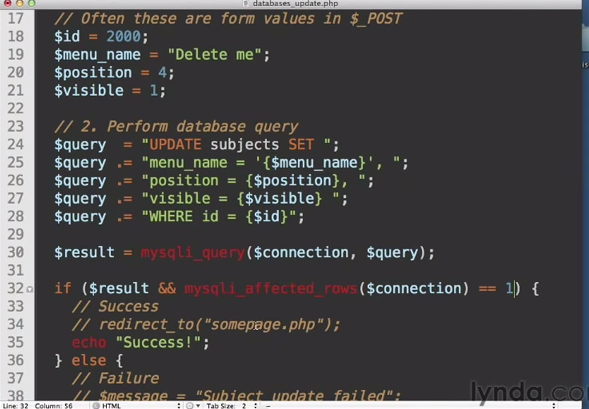 databases_update.php
17 // Often these are form values in $_POST
18 $id = 2000;
19 $menu_name = "Delete me";
20 $position = 4;
21 $visible = 1;
22
23 // 2. Perform database query
24 $query  = "UPDATE subjects SET ";
25 $query .= "menu_name = '{$menu_name}', ";
26 $query .= "position = {$position}, ";
27 $query .= "visible = {$visible} ";
28 $query .= "WHERE id = {$id}";
29
30 $result = mysqli_query($connection, $query);
31
32 if ($result && mysqli_affected_rows($connection) == 1) {
33 // Success
34 // redirect_to("somepage.php");
35 echo "Success!";
36 } else {
37 // Failure
38 // $message = "Subject update failed";
lynda.com
Line: 32 Column: 56 HTML Tab Size: 2